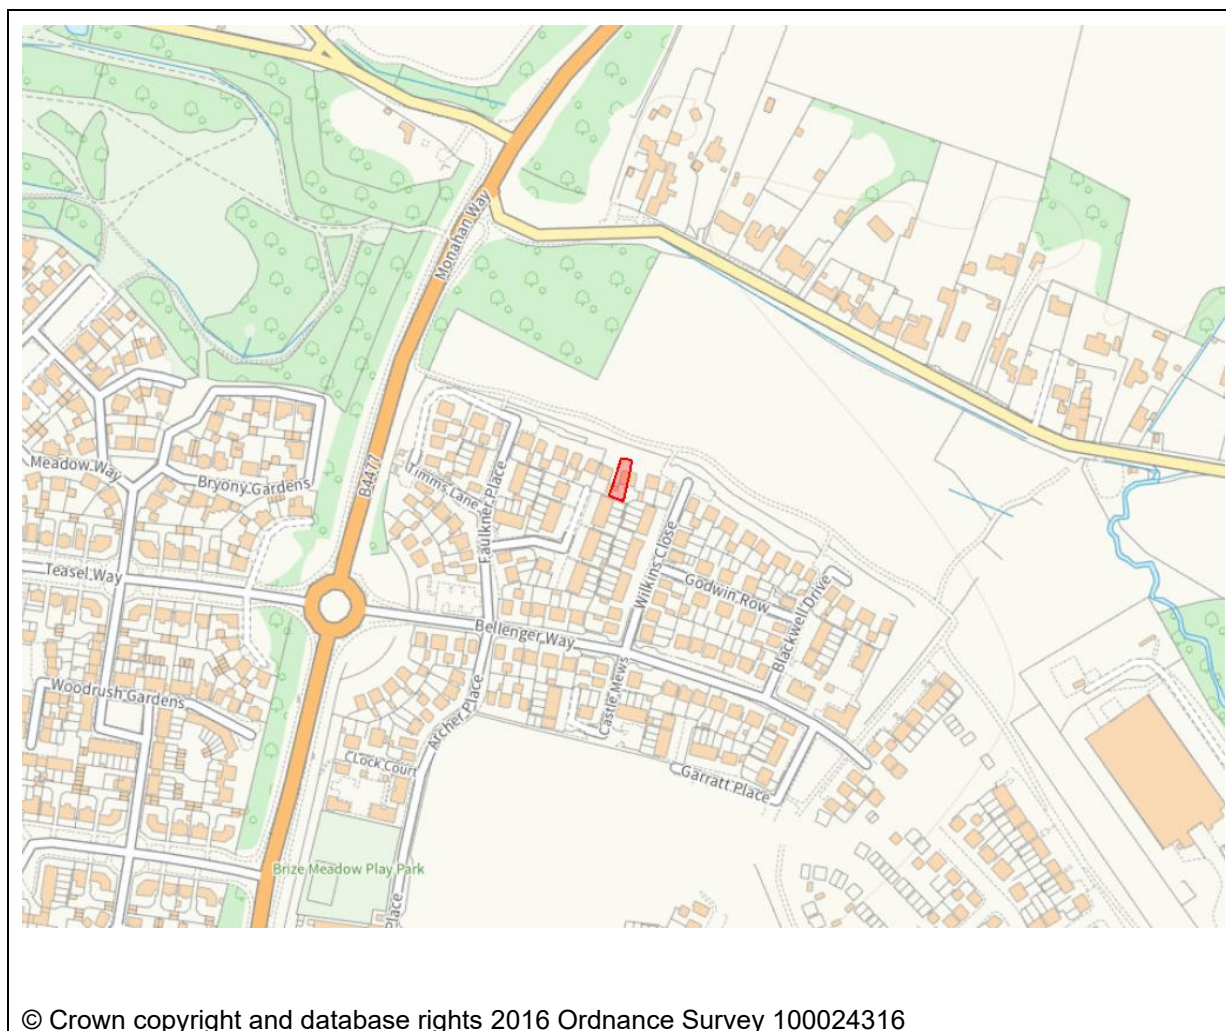 Monahan Way
B4477
Meadow Way
Bryony Gardens
Timms Lane
Faulkner Place
Teasel Way
Wilkins Close
Godwin Row
Blackwell Drive
Bellenger Way
Woodrush Gardens
Archer Place
Castle Mews
CLock Court
Garratt Place
Brize Meadow Play Park
Place
© Crown copyright and database rights 2016 Ordnance Survey 100024316